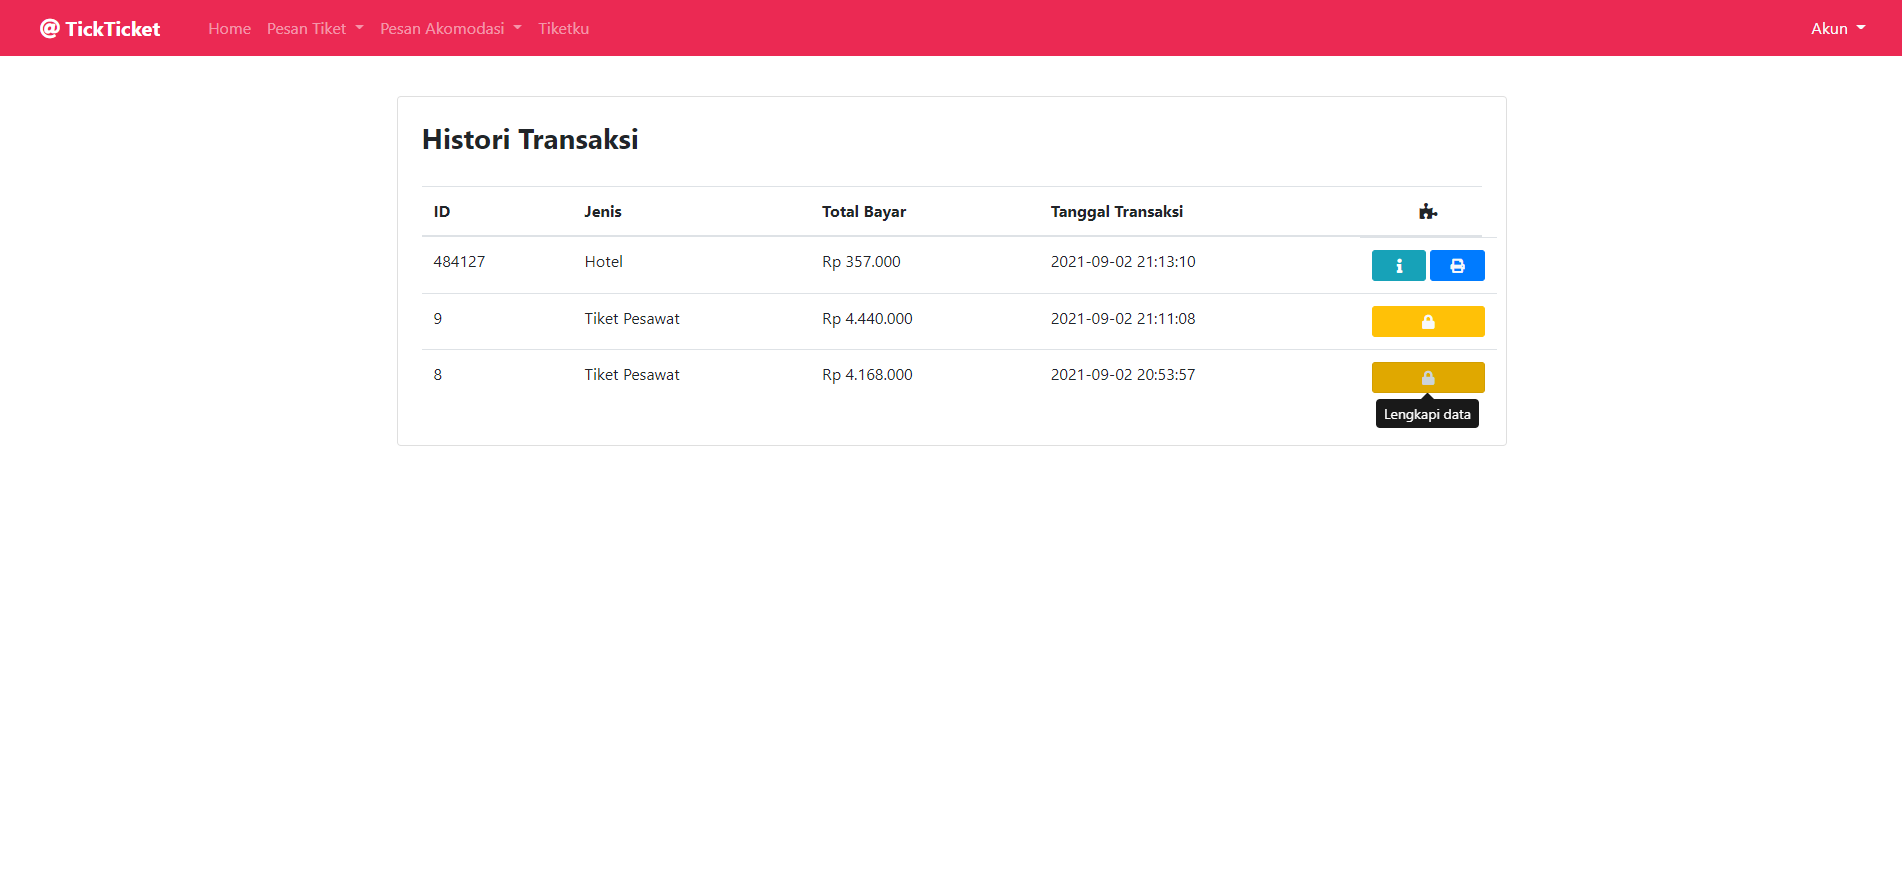 @ TickTicket Home Pesan Tiket Pesan Akomodasi Tiketku Akun
Histori Transaksi
ID Jenis Total Bayar Tanggal Transaksi
484127 Hotel Rp 357.000 2021-09-02 21:13:10
9 Tiket Pesawat Rp 4.440.000 2021-09-02 21:11:08
8 Tiket Pesawat Rp 4.168.000 2021-09-02 20:53:57
Lengkapi data